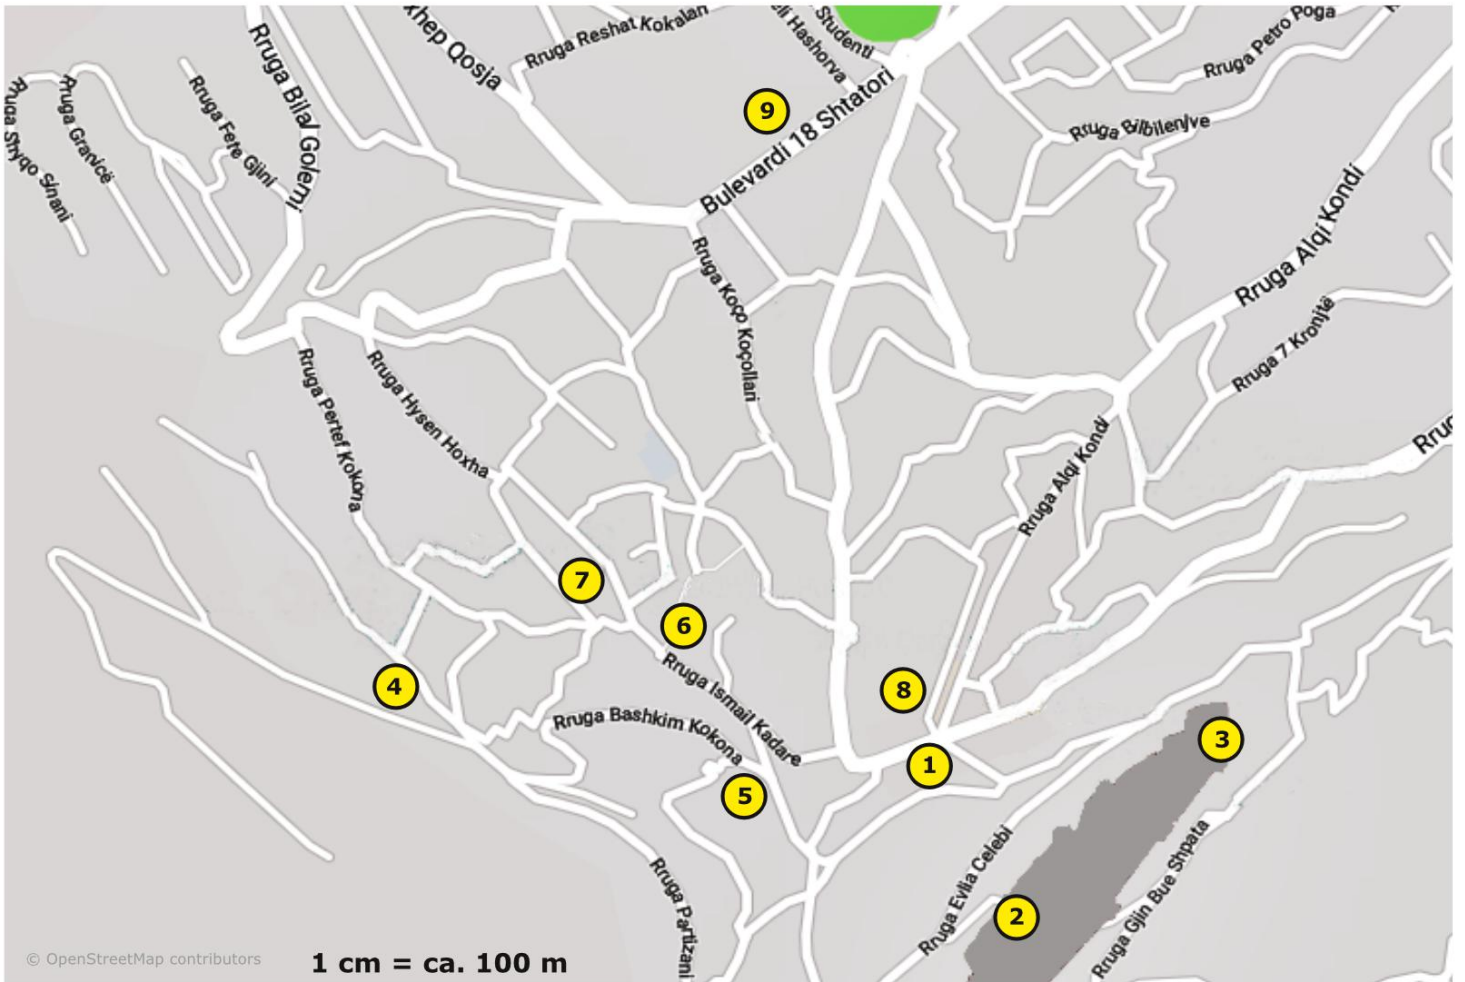 Rruga Bilal Golemi
xhep Qosja
Rruga Reshat Kokalari
eli Hashorva
Studenti
Rruga Petro Poga
Rruga Shyqo Sinani
Rruga Granicë
Rruga Fete Gjini
9
Bulevardi 18 Shtatori
Rruga Bilbilenjve
Rruga Alqi Kondi
Rruga Koço Koçollari
Rruga 7 Kronjtë
Rruga Pertef Kokona
Rruga Hysen Hoxha
Rruga Alqi Kondi
Rrug
7
6
4
8
Rruga Ismail Kadare
Rruga Bashkim Kokona
3
1
5
Rruga Evlia Celebi
Rruga Gjin Bue Shpata
Rruga Partizani
2
© OpenStreetMap contributors
1 cm = ca. 100 m